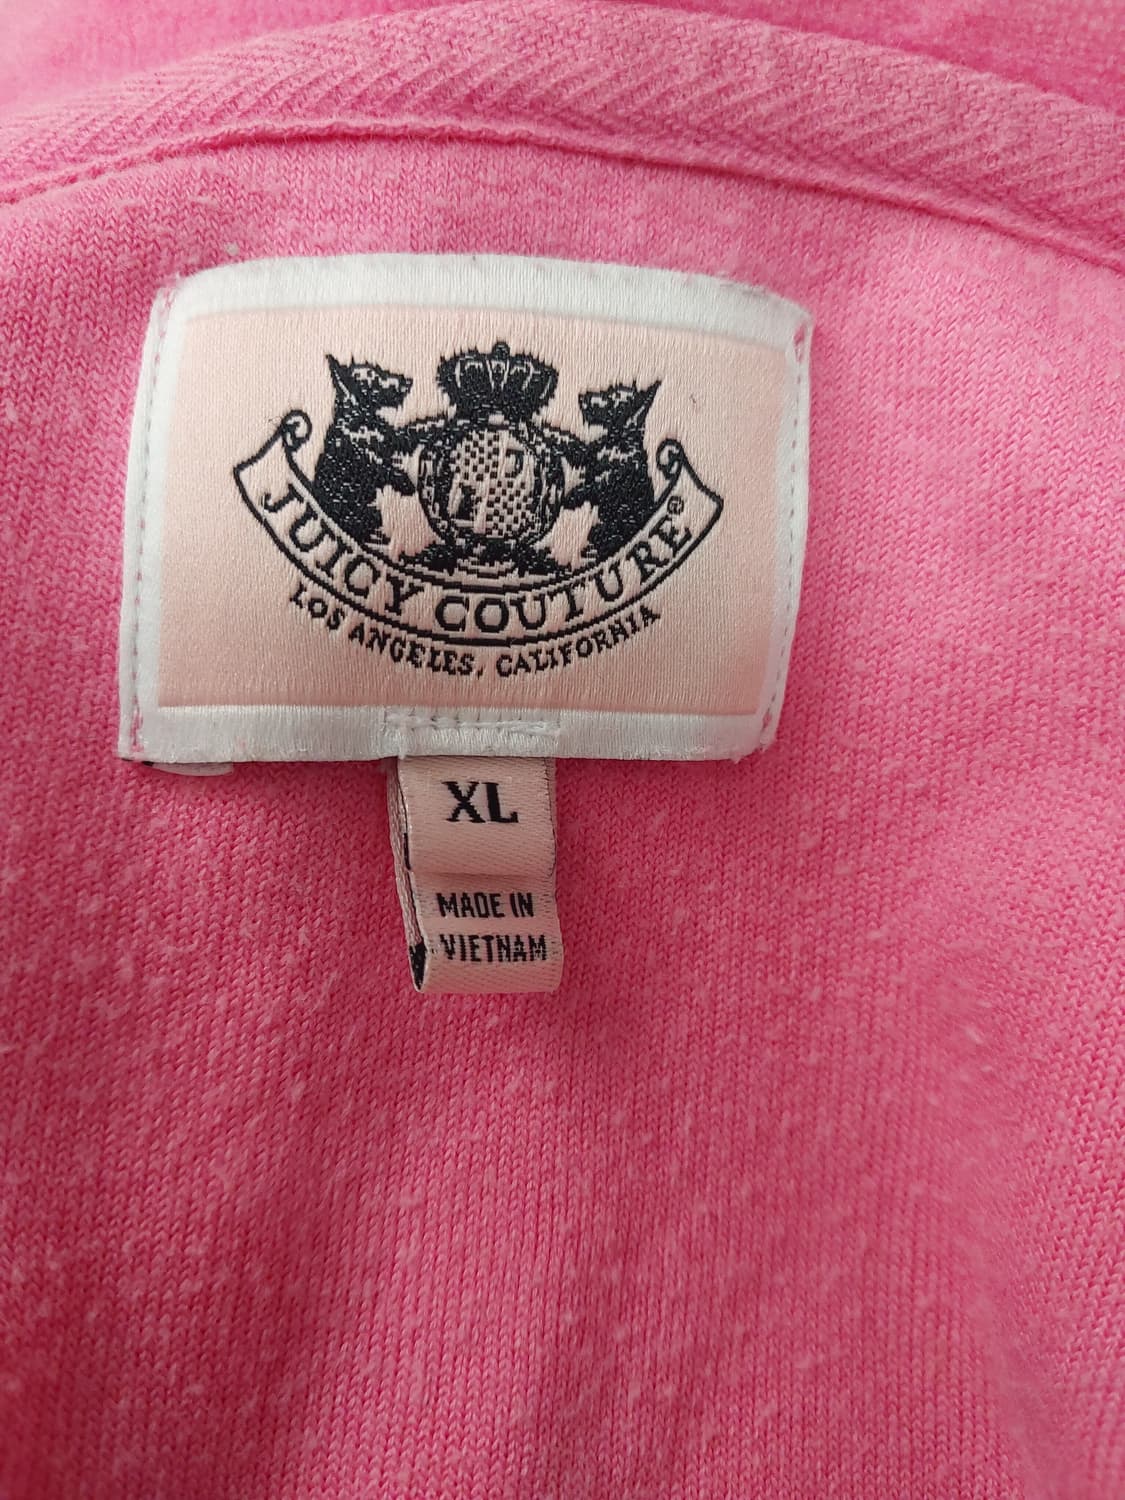 JUICY COUTURE®
LOS ANGELES, CALIFORNIA
XL
MADE IN
VIETNAM